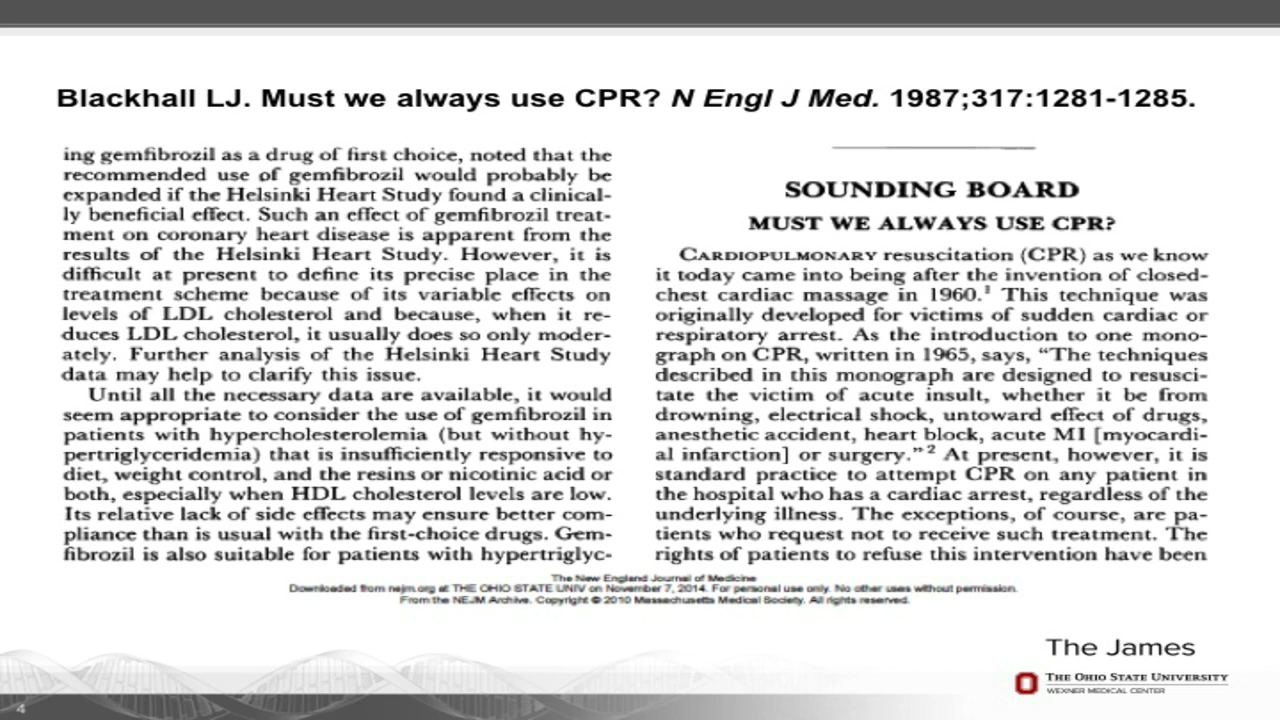 Blackhall LJ. Must we always use CPR? N Engl J Med. 1987;317:1281-1285.
ing gemfibrozil as a drug of first choice, noted that the
recommended use of gemfibrozil would probably be
expanded if the Helsinki Heart Study found a clinical-
ly beneficial effect. Such an effect of gemfibrozil treat-
ment on coronary heart disease is apparent from the
results of the Helsinki Heart Study. However, it is
difficult at present to define its precise place in the
treatment scheme because of its variable effects on
levels of LDL cholesterol and because, when it re-
duces LDL cholesterol, it usually does so only moder-
ately. Further analysis of the Helsinki Heart Study
data may help to clarify this issue.
Until all the necessary data are available, it would
seem appropriate to consider the use of gemfibrozil in
patients with hypercholesterolemia (but without hy-
pertriglyceridemia) that is insufficiently responsive to
diet, weight control, and the resins or nicotinic acid or
both, especially when HDL cholesterol levels are low.
Its relative lack of side effects may ensure better com-
pliance than is usual with the first-choice drugs. Gem-
fibrozil is also suitable for patients with hypertriglyc-
SOUNDING BOARD
MUST WE ALWAYS USE CPR?
CARDIOPULMONARY resuscitation (CPR) as we know
it today came into being after the invention of closed-
chest cardiac massage in 1960.1 This technique was
originally developed for victims of sudden cardiac or
respiratory arrest. As the introduction to one mono-
graph on CPR, written in 1965, says, “The techniques
described in this monograph are designed to resusci-
tate the victim of acute insult, whether it be from
drowning, electrical shock, untoward effect of drugs,
anesthetic accident, heart block, acute MI [myocardi-
al infarction] or surgery.”2 At present, however, it is
standard practice to attempt CPR on any patient in
the hospital who has a cardiac arrest, regardless of the
underlying illness. The exceptions, of course, are pa-
tients who request not to receive such treatment. The
rights of patients to refuse this intervention have been
The New England Journal of Medicine
Downloaded from nejm.org at THE OHIO STATE UNIV on November 7, 2014. For personal use only. No other uses without permission.
From the NEJM Archive. Copyright © 2010 Massachusetts Medical Society. All rights reserved.
The James
THE OHIO STATE UNIVERSITY
WEXNER MEDICAL CENTER
4